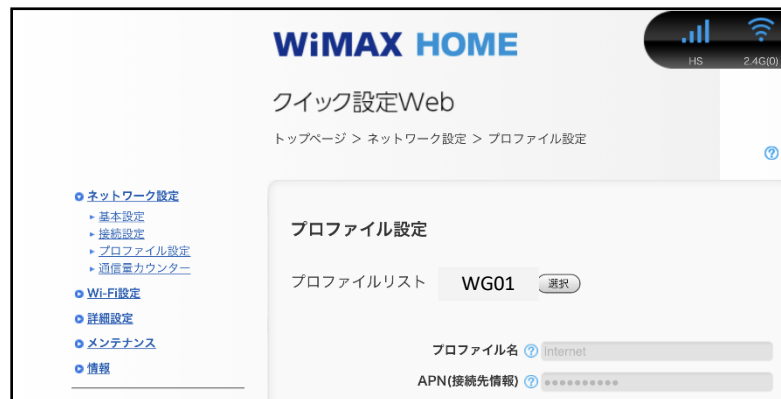 WiMAX HOME
HS 2.4G(0)
クイック設定Web
トップページ > ネットワーク設定 > プロファイル設定
?
ネットワーク設定
基本設定
接続設定
プロファイル設定
通信量カウンター
Wi-Fi設定
詳細設定
メンテナンス
情報
プロファイル設定
プロファイルリスト WG01 選択
プロファイル名 ? Internet
APN(接続先情報) ? ●●●●●●●●●●